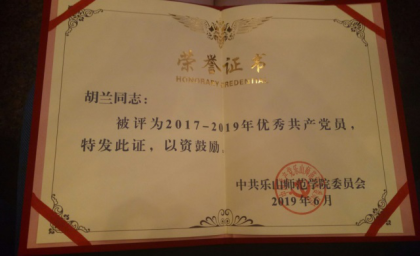 荣誉证书
HONORARY CREDENTIAL
胡兰同志：
被评为2017-2019年优秀共产党员，
特发此证，以资鼓励。
中共乐山师范学院委员会
2019年6月